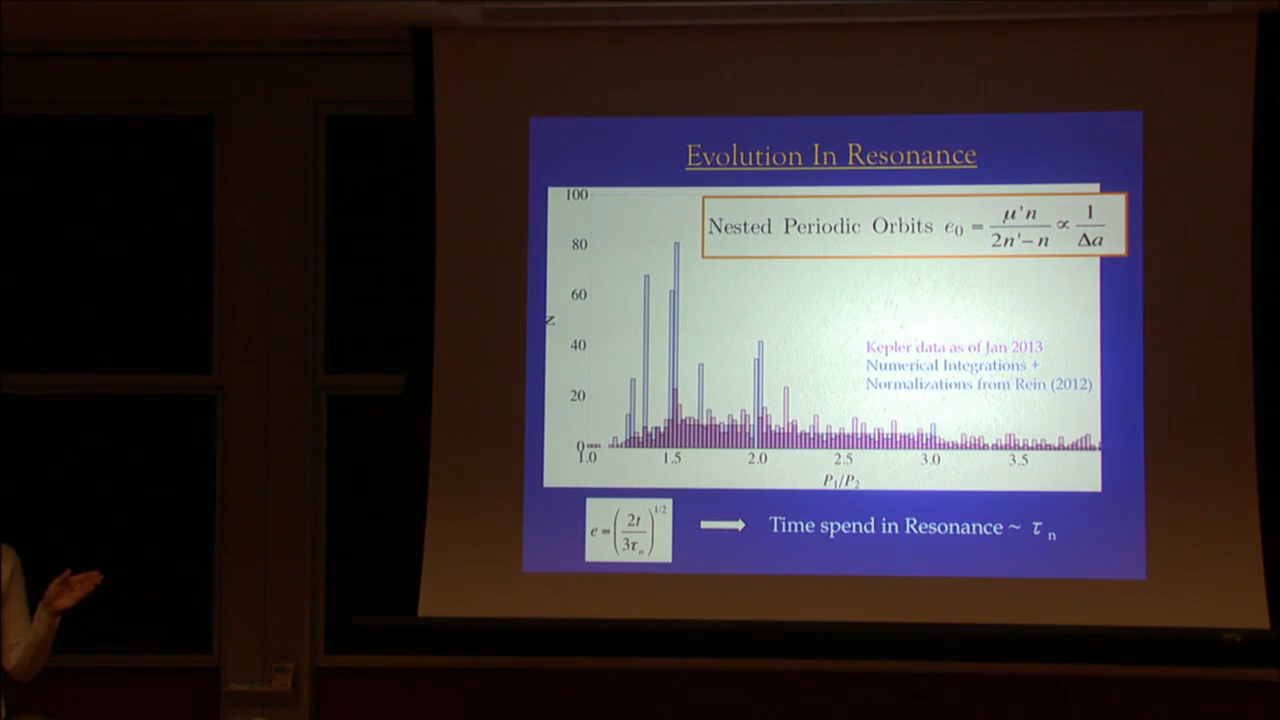 Evolution In Resonance
Nested Periodic Orbits e₀ = μ'n / (2n'−n) ∝ 1 / Δa
100
80
60
40
20
0
N
Kepler data as of Jan 2013
Numerical Integrations +
Normalizations from Rein (2012)
1.0 1.5 2.0 2.5 3.0 3.5
P₁/P₂
e = (2t / 3τₙ)^1/2
Time spend in Resonance ~ τ n